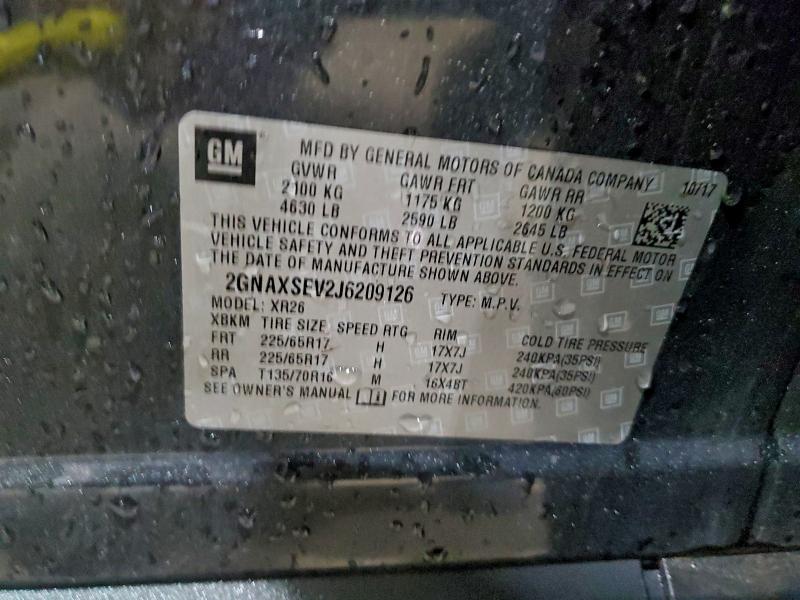 GM
MFD BY GENERAL MOTORS OF CANADA COMPANY 10/17
GVWR GAWR FRT GAWR RR
2100 KG 1175 KG 1200 KG
4630 LB 2590 LB 2645 LB
THIS VEHICLE CONFORMS TO ALL APPLICABLE U.S. FEDERAL MOTOR
VEHICLE SAFETY AND THEFT PREVENTION STANDARDS IN EFFECT ON
THE DATE OF MANUFACTURE SHOWN ABOVE.
2GNAXSEV2J6209126 TYPE: M.P.V.
MODEL: XR26
XBKM TIRE SIZE SPEED RTG RIM COLD TIRE PRESSURE
FRT 225/65R17 H 17X7J 240KPA(35PSI)
RR 225/65R17 H 17X7J 240KPA(35PSI)
SPA T135/70R16 M 16X4BT 420KPA(60PSI)
SEE OWNER'S MANUAL FOR MORE INFORMATION.